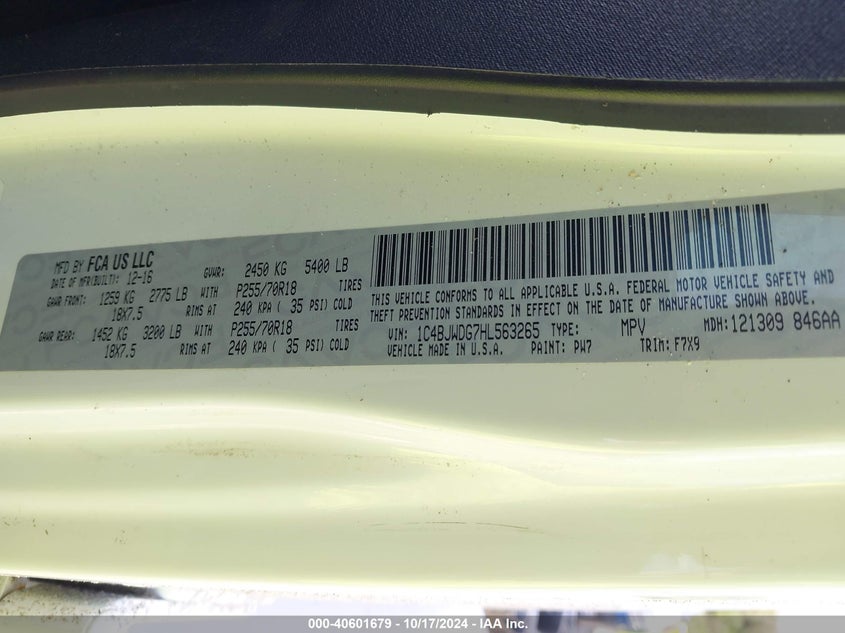 MFD BY FCA US LLC
DATE OF MFR(BUILT): 12-16 GVWR: 2450 KG 5400 LB
GAWR FRONT: 1259 KG 2775 LB WITH P255/70R18 TIRES
18X7.5 RIMS AT 240 KPA ( 35 PSI) COLD
GAWR REAR: 1452 KG 3200 LB WITH P255/70R18 TIRES
18X7.5 RIMS AT 240 KPA ( 35 PSI) COLD
THIS VEHICLE CONFORMS TO ALL APPLICABLE U.S.A. FEDERAL MOTOR VEHICLE SAFETY AND
THEFT PREVENTION STANDARDS IN EFFECT ON THE DATE OF MANUFACTURE SHOWN ABOVE.
VIN: 1C4BJWDG7HL563265 TYPE: MPV MDH: 121309 846AA
VEHICLE MADE IN U.S.A. PAINT: PW7 TRIM: F7X9
000-40601679 - 10/17/2024 - IAA Inc.